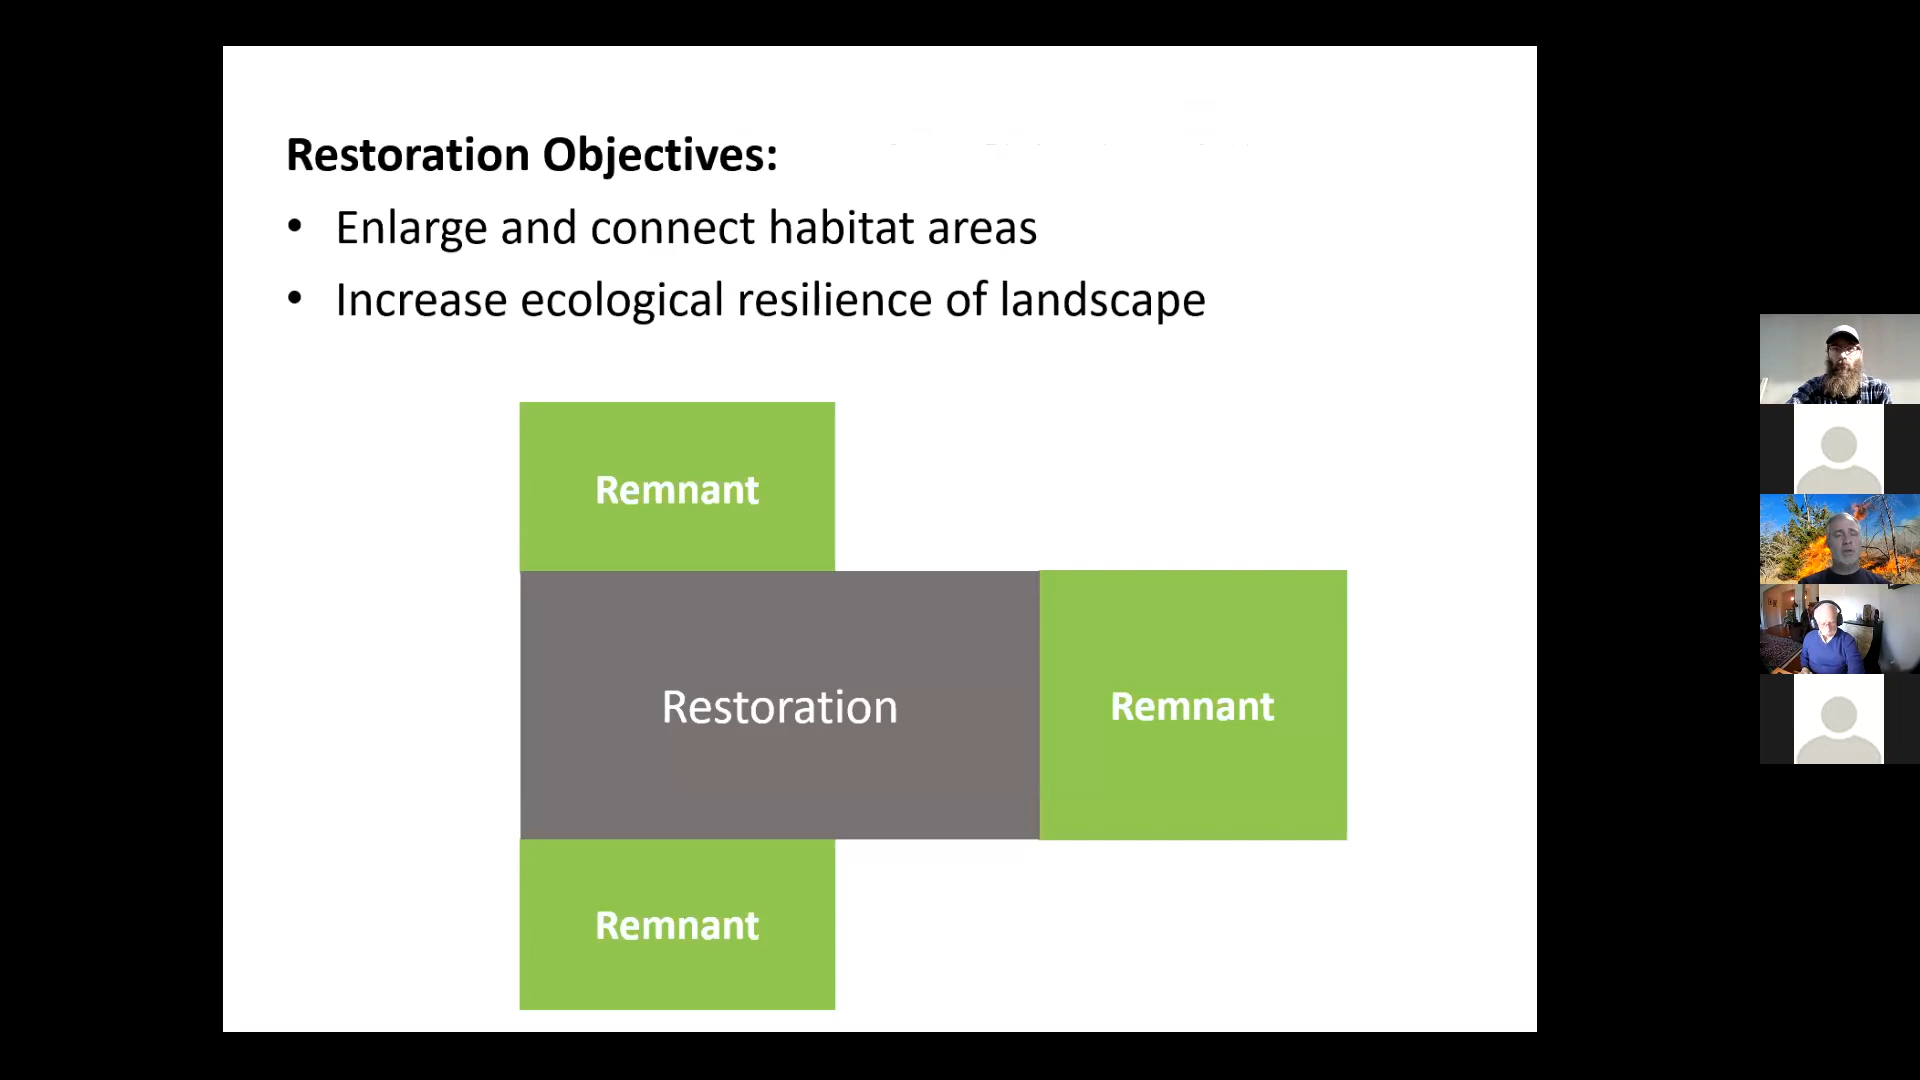 Restoration Objectives:
• Enlarge and connect habitat areas
• Increase ecological resilience of landscape
Remnant
Restoration
Remnant
Remnant